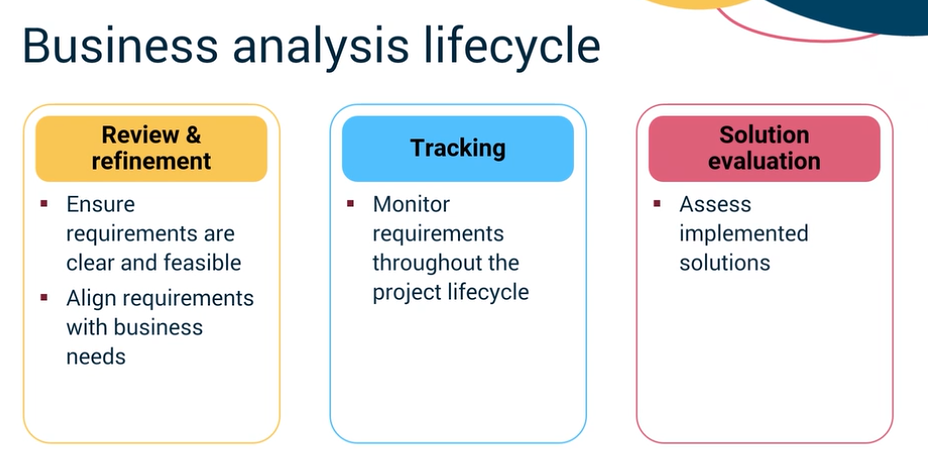 Business analysis lifecycle
Review &
refinement
▪ Ensure
requirements are
clear and feasible
▪ Align requirements
with business
needs
Tracking
▪ Monitor
requirements
throughout the
project lifecycle
Solution
evaluation
▪ Assess
implemented
solutions